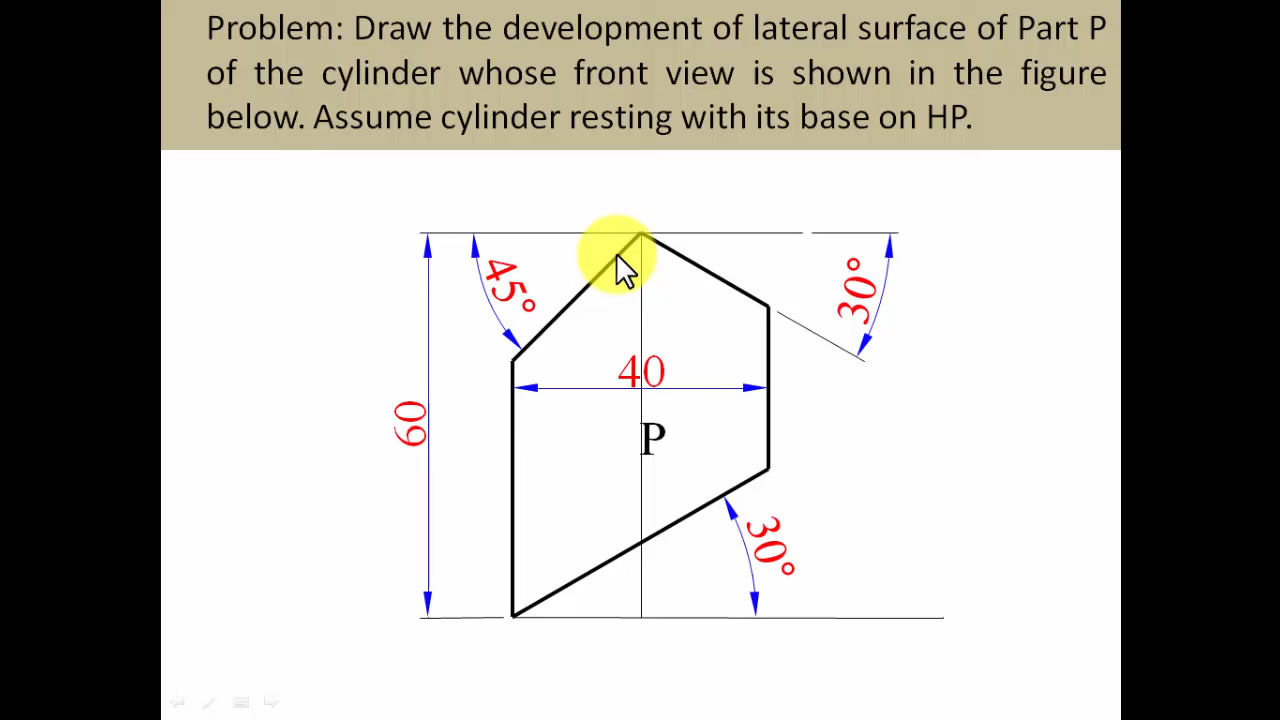 Problem: Draw the development of lateral surface of Part P
of the cylinder whose front view is shown in the figure
below. Assume cylinder resting with its base on HP.
45°
30°
40
60
P
30°